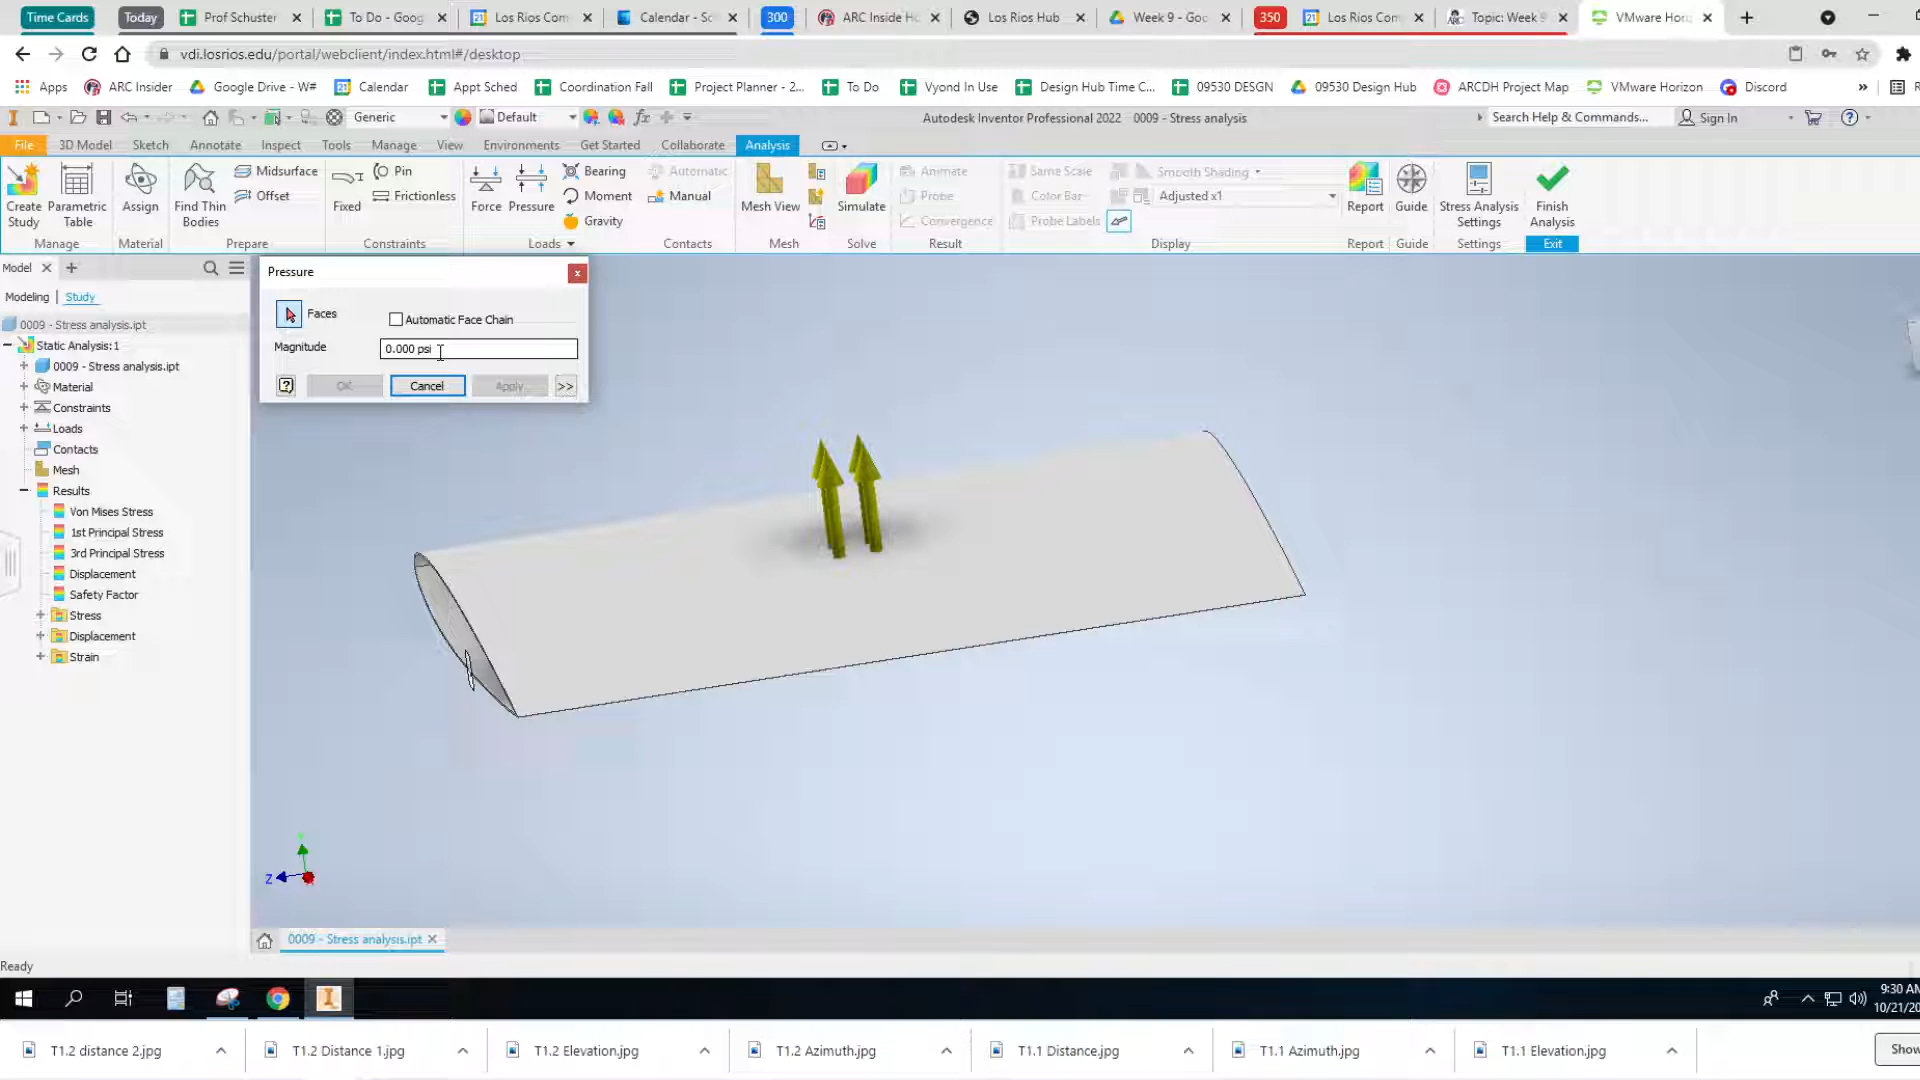 Time Cards
Today
Prof Schuster
To Do - Goog
Los Rios Com
Calendar - Sc
300
ARC Inside Ho
Los Rios Hub
Week 9 - Goo
350
Los Rios Com
Topic: Week 9
VMware Hori
vdi.losrios.edu/portal/webclient/index.html#/desktop
Apps
ARC Insider
Google Drive - W#
Calendar
Appt Sched
Coordination Fall
Project Planner - 2...
To Do
Vyond In Use
Design Hub Time C...
09530 DESGN
09530 Design Hub
ARCDH Project Map
VMware Horizon
Discord
»
Generic
Default
fx
Autodesk Inventor Professional 2022 0009 - Stress analysis
Search Help & Commands...
Sign In
File
3D Model
Sketch
Annotate
Inspect
Tools
Manage
View
Environments
Get Started
Collaborate
Analysis
Create Study
Parametric Table
Manage
Assign
Material
Find Thin Bodies
Midsurface
Offset
Prepare
Fixed
Pin
Frictionless
Constraints
Force
Pressure
Bearing
Moment
Gravity
Loads
Automatic
Manual
Contacts
Mesh View
Mesh
Simulate
Solve
Animate
Probe
Convergence
Result
Same Scale
Color Bar
Probe Labels
Smooth Shading
Adjusted x1
Display
Report
Report
Guide
Guide
Stress Analysis Settings
Settings
Finish Analysis
Exit
Model
Modeling
Study
0009 - Stress analysis.ipt
Static Analysis:1
0009 - Stress analysis.ipt
Material
Constraints
Loads
Contacts
Mesh
Results
Von Mises Stress
1st Principal Stress
3rd Principal Stress
Displacement
Safety Factor
Stress
Displacement
Strain
Pressure
Faces
Automatic Face Chain
Magnitude
0.000 psi
OK
Cancel
Apply
>>
Z
0009 - Stress analysis.ipt
Ready
9:30 AM
10/21/20
T1.2 distance 2.jpg
T1.2 Distance 1.jpg
T1.2 Elevation.jpg
T1.2 Azimuth.jpg
T1.1 Distance.jpg
T1.1 Azimuth.jpg
T1.1 Elevation.jpg
Show